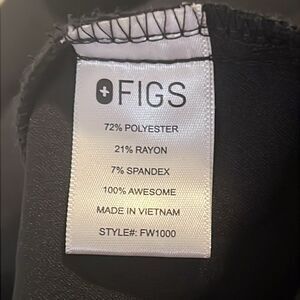 FIGS
72% POLYESTER
21% RAYON
7% SPANDEX
100% AWESOME
MADE IN VIETNAM
STYLE#: FW1000